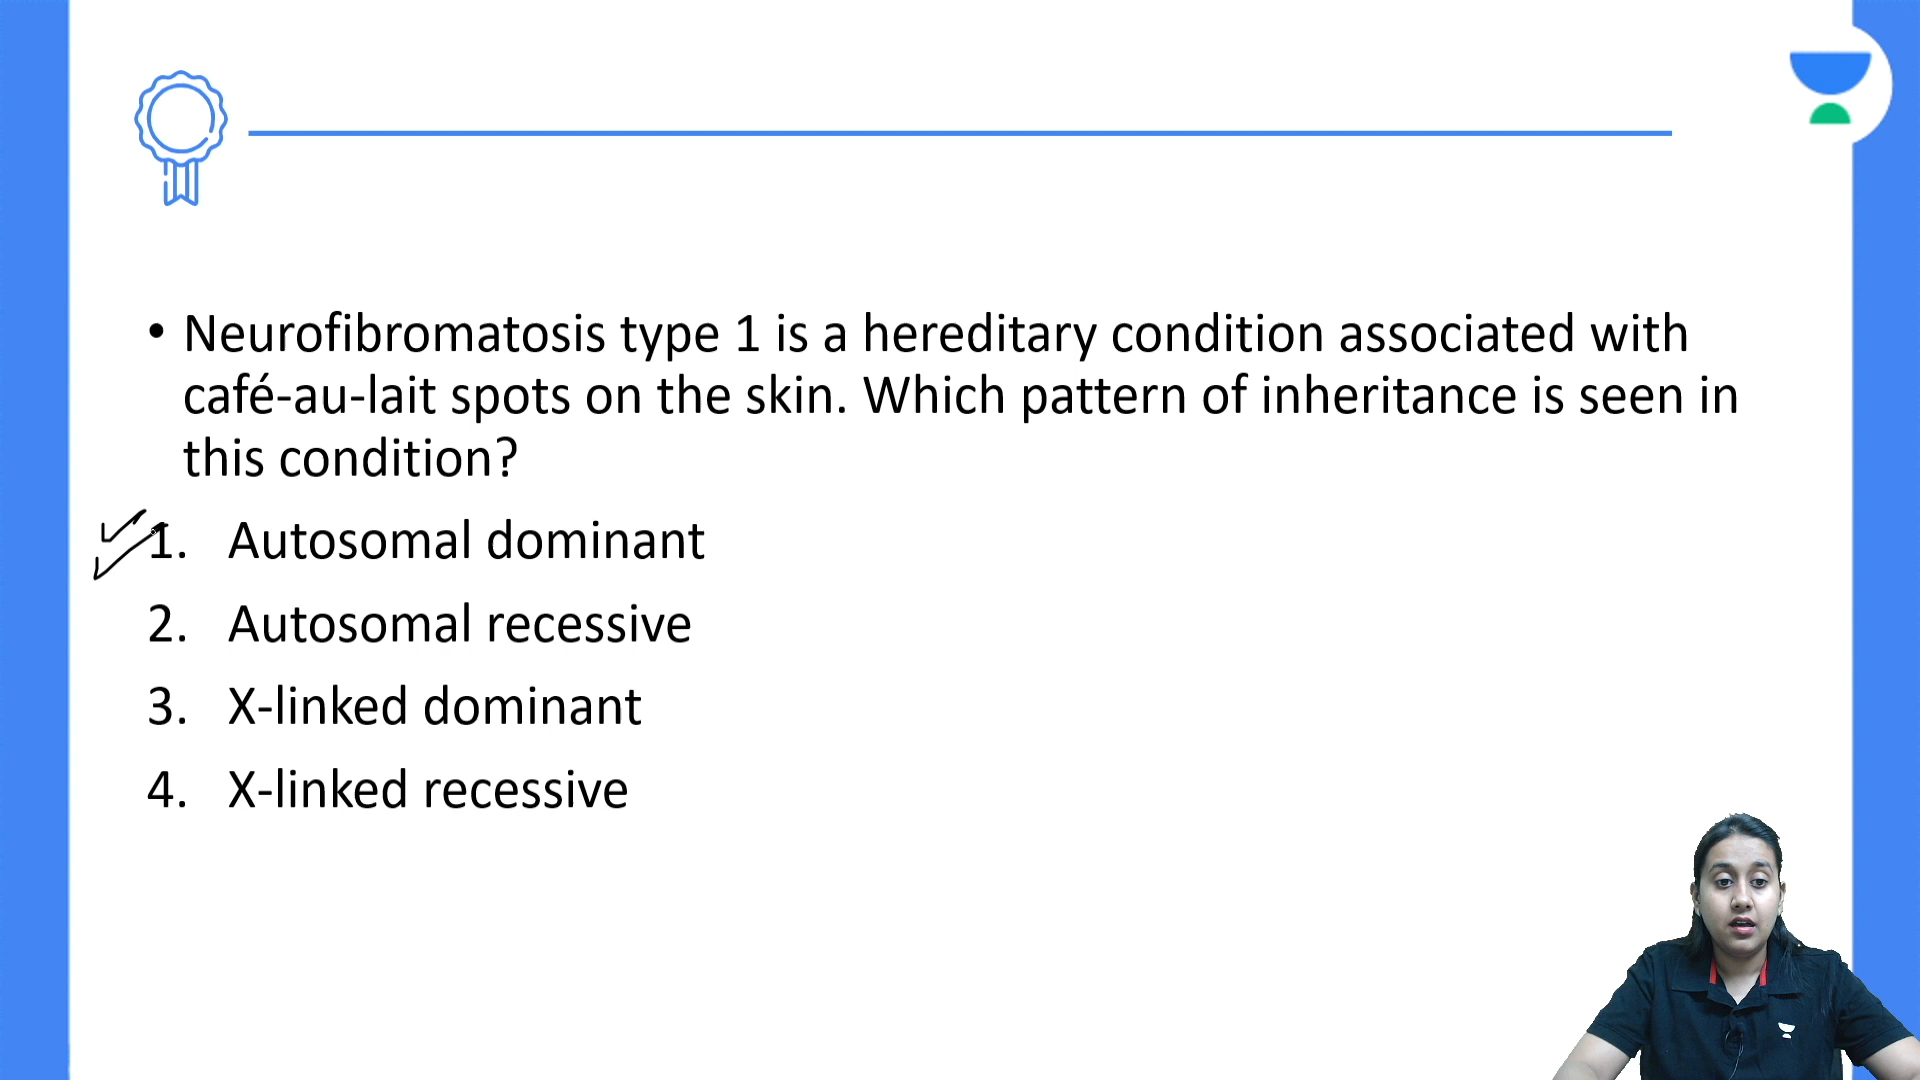 • Neurofibromatosis type 1 is a hereditary condition associated with
café-au-lait spots on the skin. Which pattern of inheritance is seen in
this condition?
1. Autosomal dominant
2. Autosomal recessive
3. X-linked dominant
4. X-linked recessive